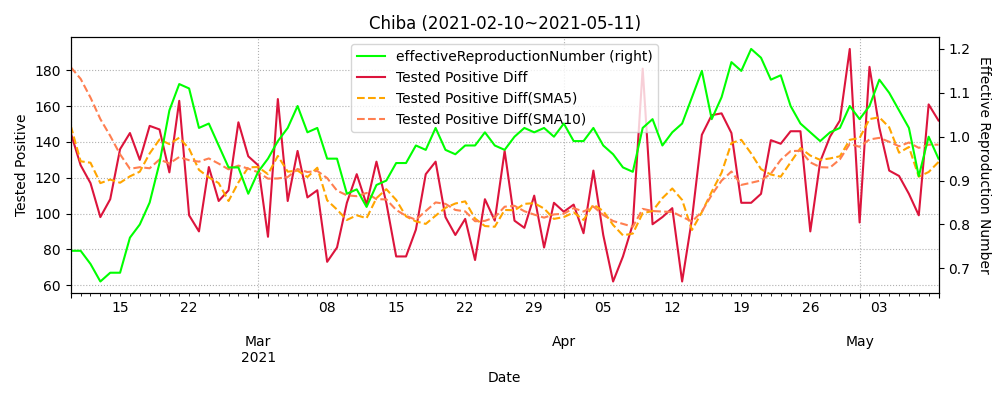 Chiba (2021-02-10~2021-05-11)
effectiveReproductionNumber (right)
Tested Positive Diff
Tested Positive Diff(SMA5)
Tested Positive Diff(SMA10)
Tested Positive
180
160
140
120
100
80
60
1.2
1.1
1.0
0.9
0.8
0.7
Effective Reproduction Number
15 22 08 15 22 29 05 12 19 26 03
Mar Apr May
2021
Date